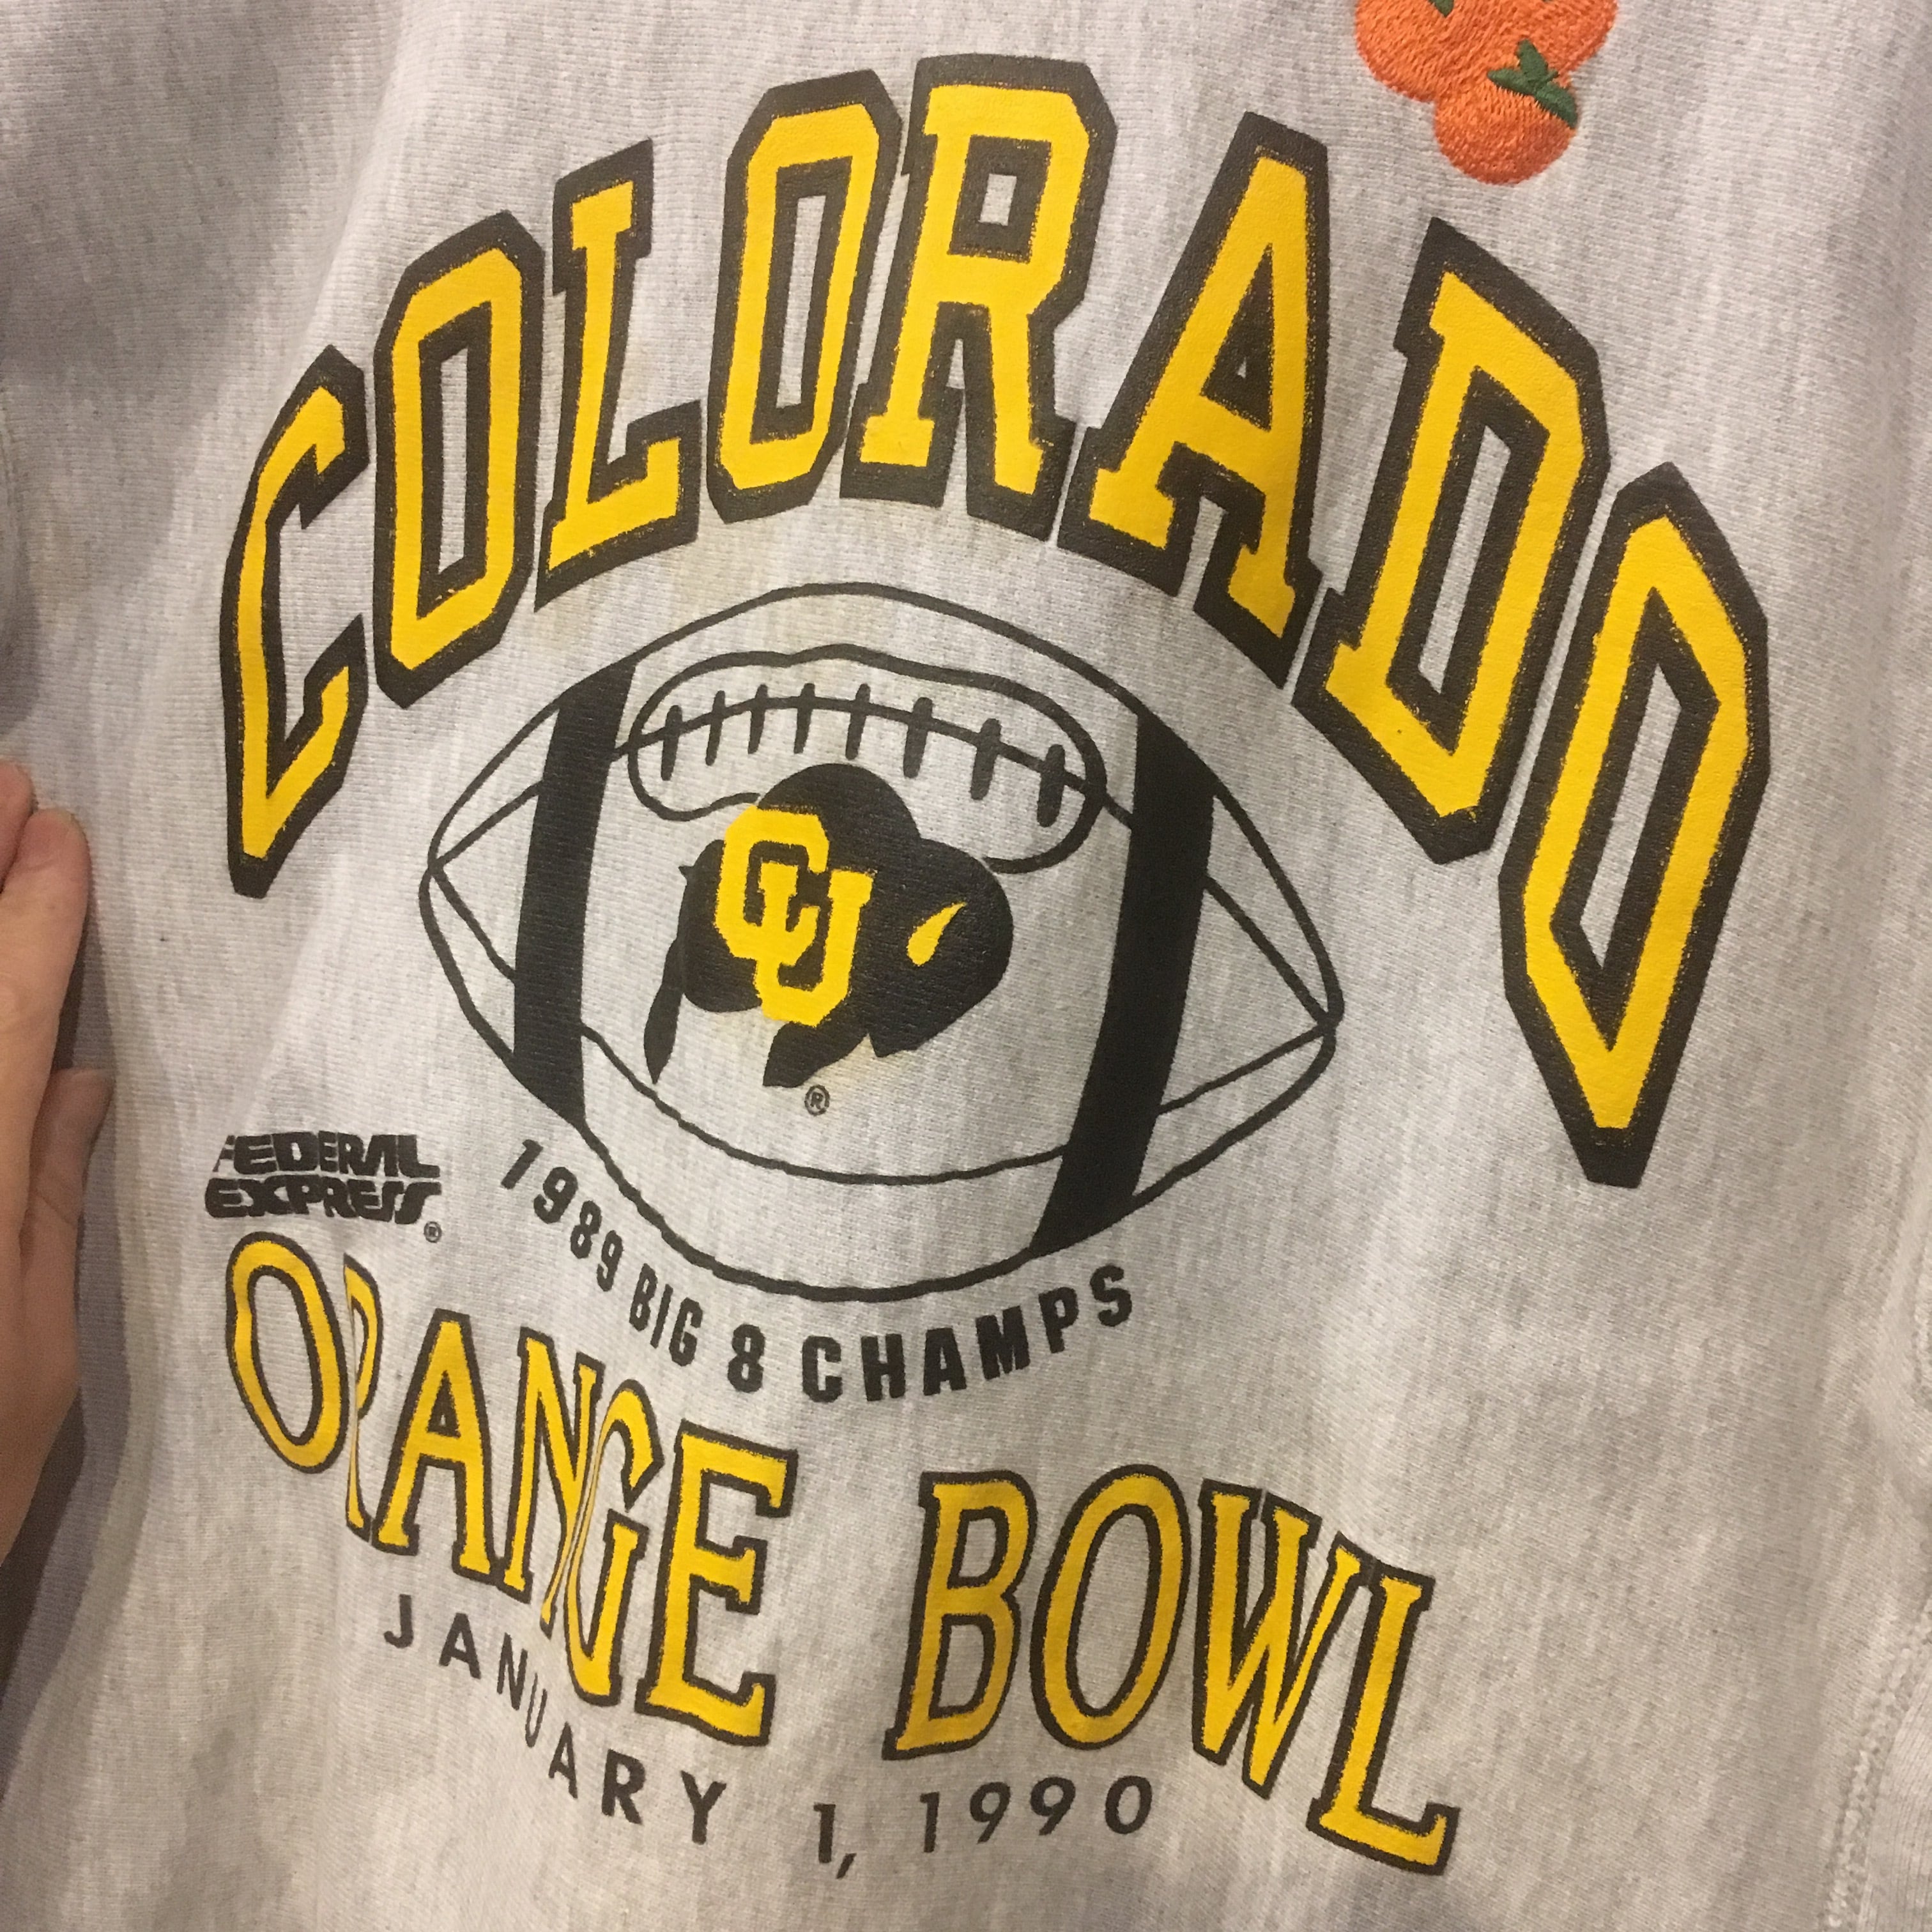 COLORADO
CU
®
1989 BIG 8 CHAMPS
FEDERAL
EXPRESS®
ORANGE BOWL
JANUARY 1, 1990